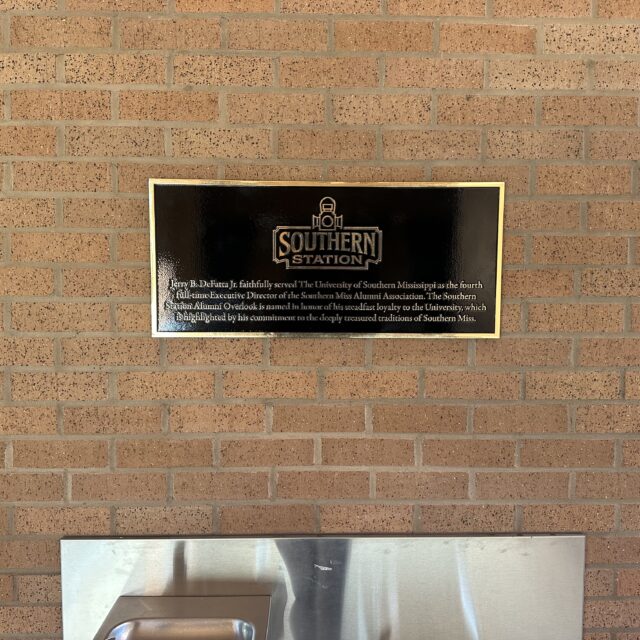 SOUTHERN
STATION
Jerry B. DeFatta Jr. faithfully served The University of Southern Mississippi as the fourth
full-time Executive Director of the Southern Miss Alumni Association. The Southern
Station Alumni Overlook is named in honor of his steadfast loyalty to the University, which
is highlighted by his commitment to the deeply treasured traditions of Southern Miss.